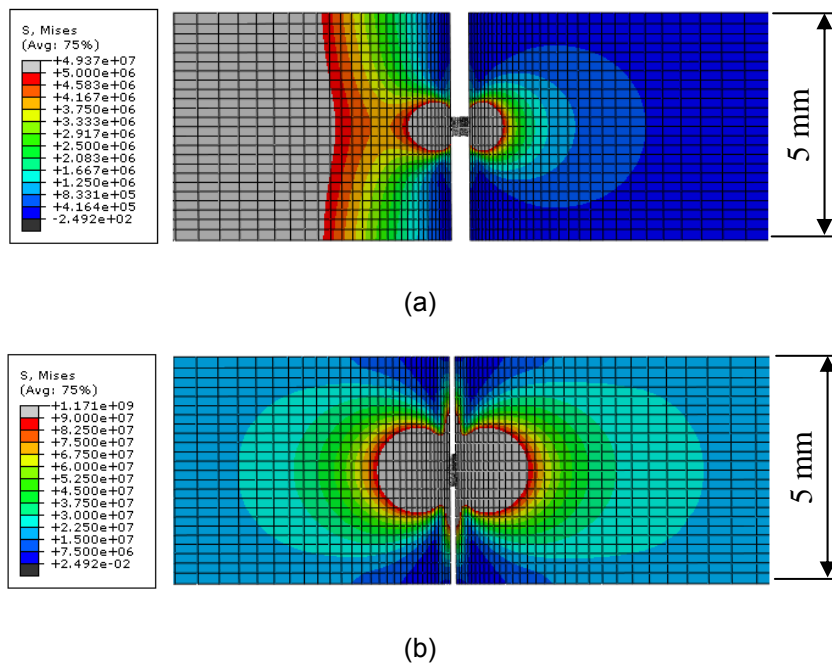 S, Mises
(Avg: 75%)
+4.937e+07
+5.000e+06
+4.583e+06
+4.167e+06
+3.750e+06
+3.333e+06
+2.917e+06
+2.500e+06
+2.083e+06
+1.667e+06
+1.250e+06
+8.331e+05
+4.164e+05
-2.492e+02
5 mm
(a)
S, Mises
(Avg: 75%)
+1.171e+09
+9.000e+07
+8.250e+07
+7.500e+07
+6.750e+07
+6.000e+07
+5.250e+07
+4.500e+07
+3.750e+07
+3.000e+07
+2.250e+07
+1.500e+07
+7.500e+06
+2.492e-02
5 mm
(b)